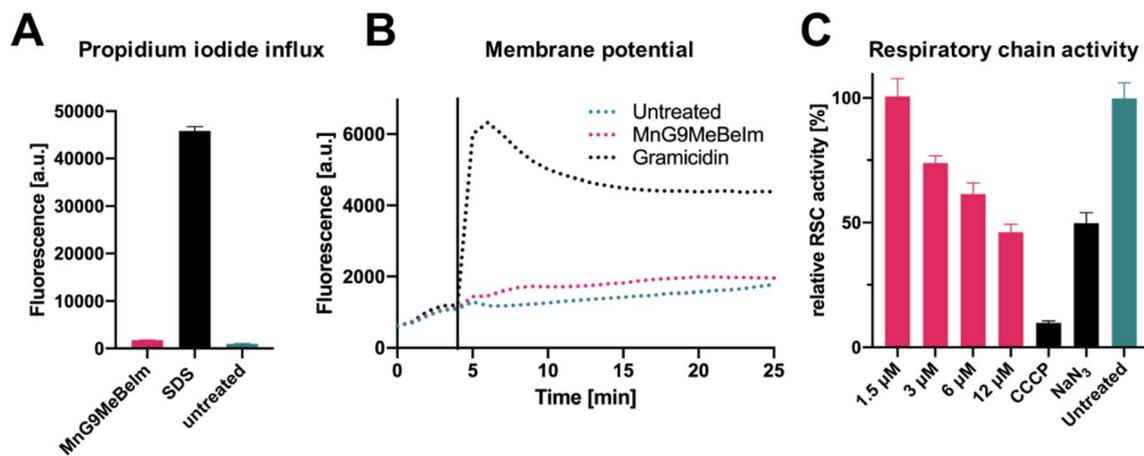 A
Propidium iodide influx
Fluorescence [a.u.]
50000
40000
30000
20000
10000
0
MnG9MeBeIm
SDS
untreated
B
Membrane potential
Fluorescence [a.u.]
6000
4000
2000
0
Untreated
MnG9MeBeIm
Gramicidin
0 5 10 15 20 25
Time [min]
C
Respiratory chain activity
relative RSC activity [%]
100
50
0
1.5 µM
3 µM
6 µM
12 µM
CCCP
NaN₃
Untreated